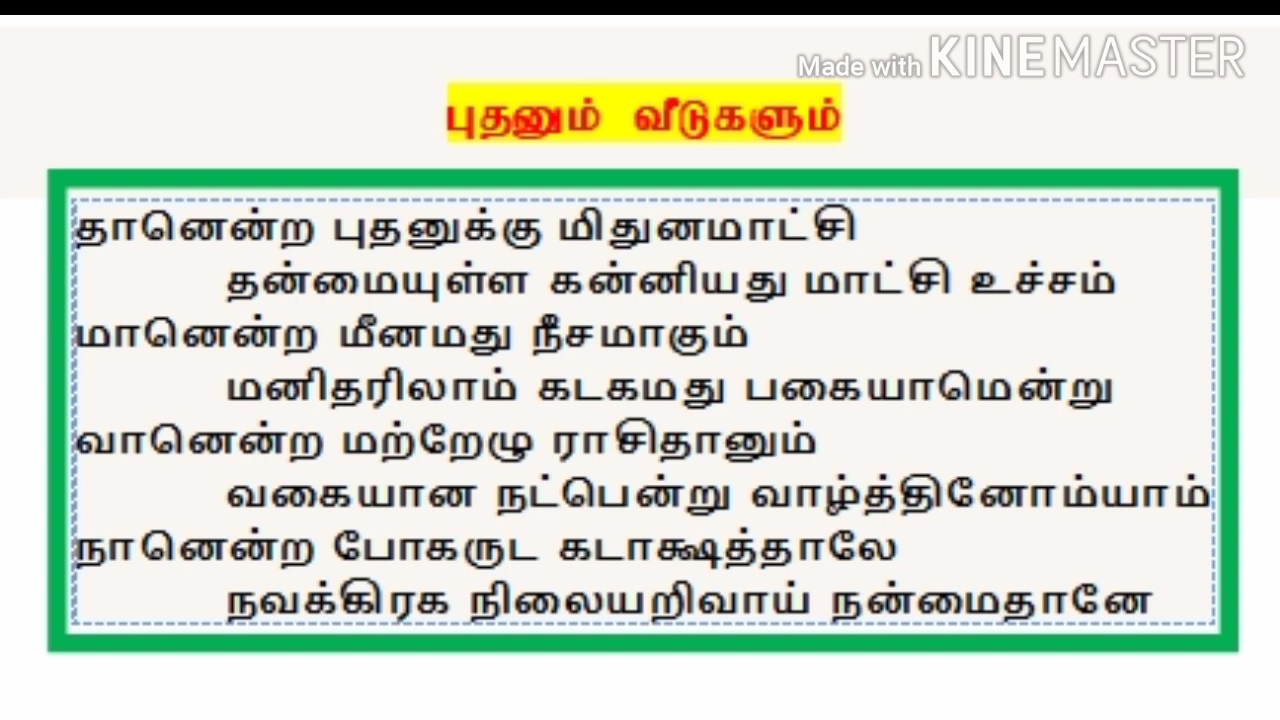 Made with KINEMASTER
புதனும் வீடுகளும்
தானென்ற புதனுக்கு மிதுனமாட்சி
தன்மையுள்ள கன்னியது மாட்சி உச்சம்
மானென்ற மீனமது நீசமாகும்
மனிதரிலாம் கடகமது பகையாமென்று
வானென்ற மற்றேழு ராசிதானும்
வகையான நட்பென்று வாழ்த்தினோம்யாம்
நானென்ற போகருட கடாக்ஷத்தாலே
நவக்கிரக நிலையறிவாய் நன்மைதானே